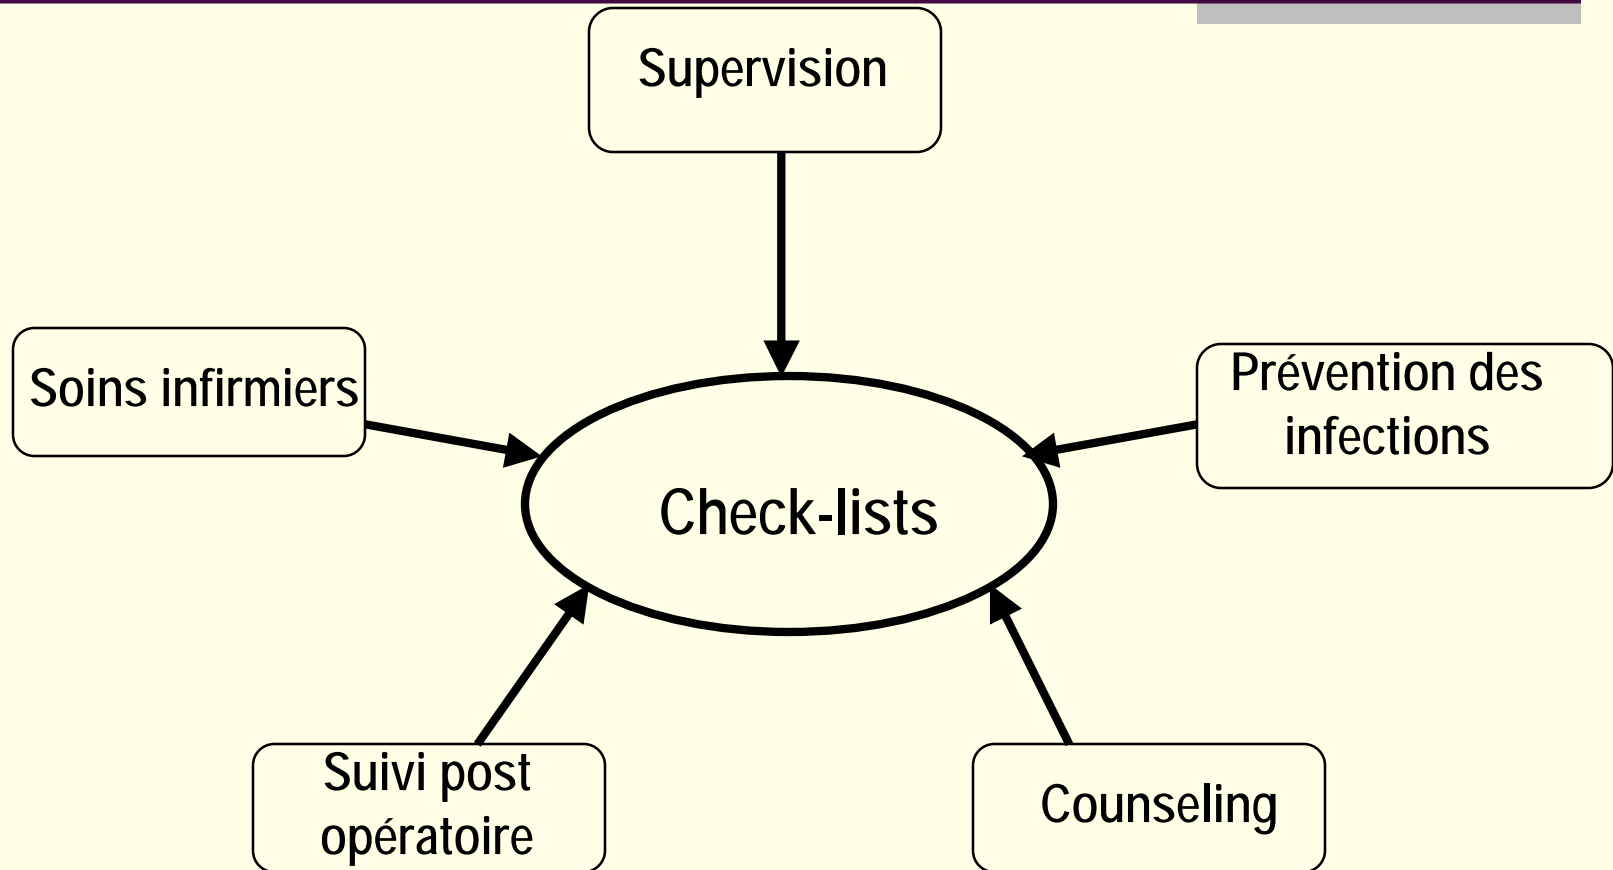 Supervision
Soins infirmiers
Prévention des
infections
Check-lists
Suivi post
opératoire
Counseling